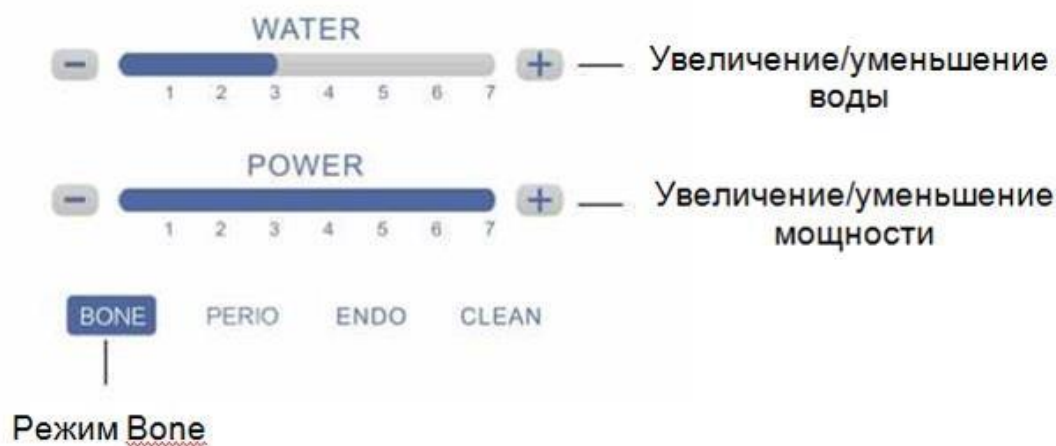 WATER
− +
1 2 3 4 5 6 7
Увеличение/уменьшение
воды
POWER
− +
1 2 3 4 5 6 7
Увеличение/уменьшение
мощности
BONE PERIO ENDO CLEAN
Режим Bone